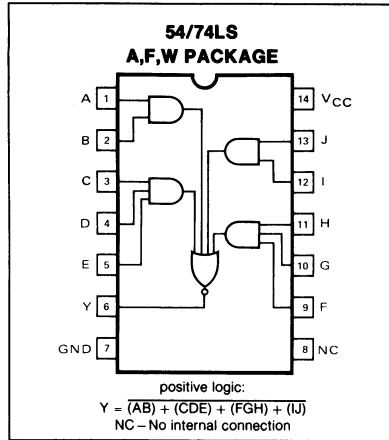 54/74LS
A,F,W PACKAGE
A 1
B 2
C 3
D 4
E 5
Y 6
GND 7
14 VCC
13 J
12 I
11 H
10 G
9 F
8 NC
positive logic:
Y = (AB) + (CDE) + (FGH) + (IJ)
NC – No internal connection